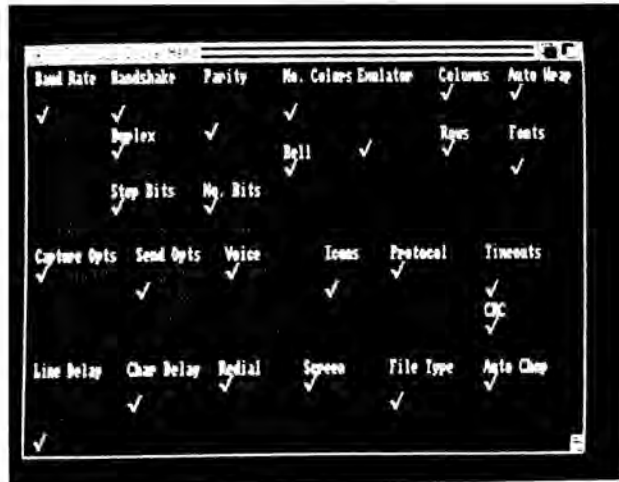 Baud Rate Handshake Parity No. Colors Emulator Columns Auto Wrap
√ √ √ √ √
Duplex √ Rows Fonts
√ Bell √ √
√ √
Stop Bits No. Bits
√ √
Capture Opts Send Opts Voice Icons Protocol Timeouts
√ √ √ √ √ √
CRC
√
Line Delay Char Delay Redial Screen File Type Auto Chop
√ √ √ √ √ √